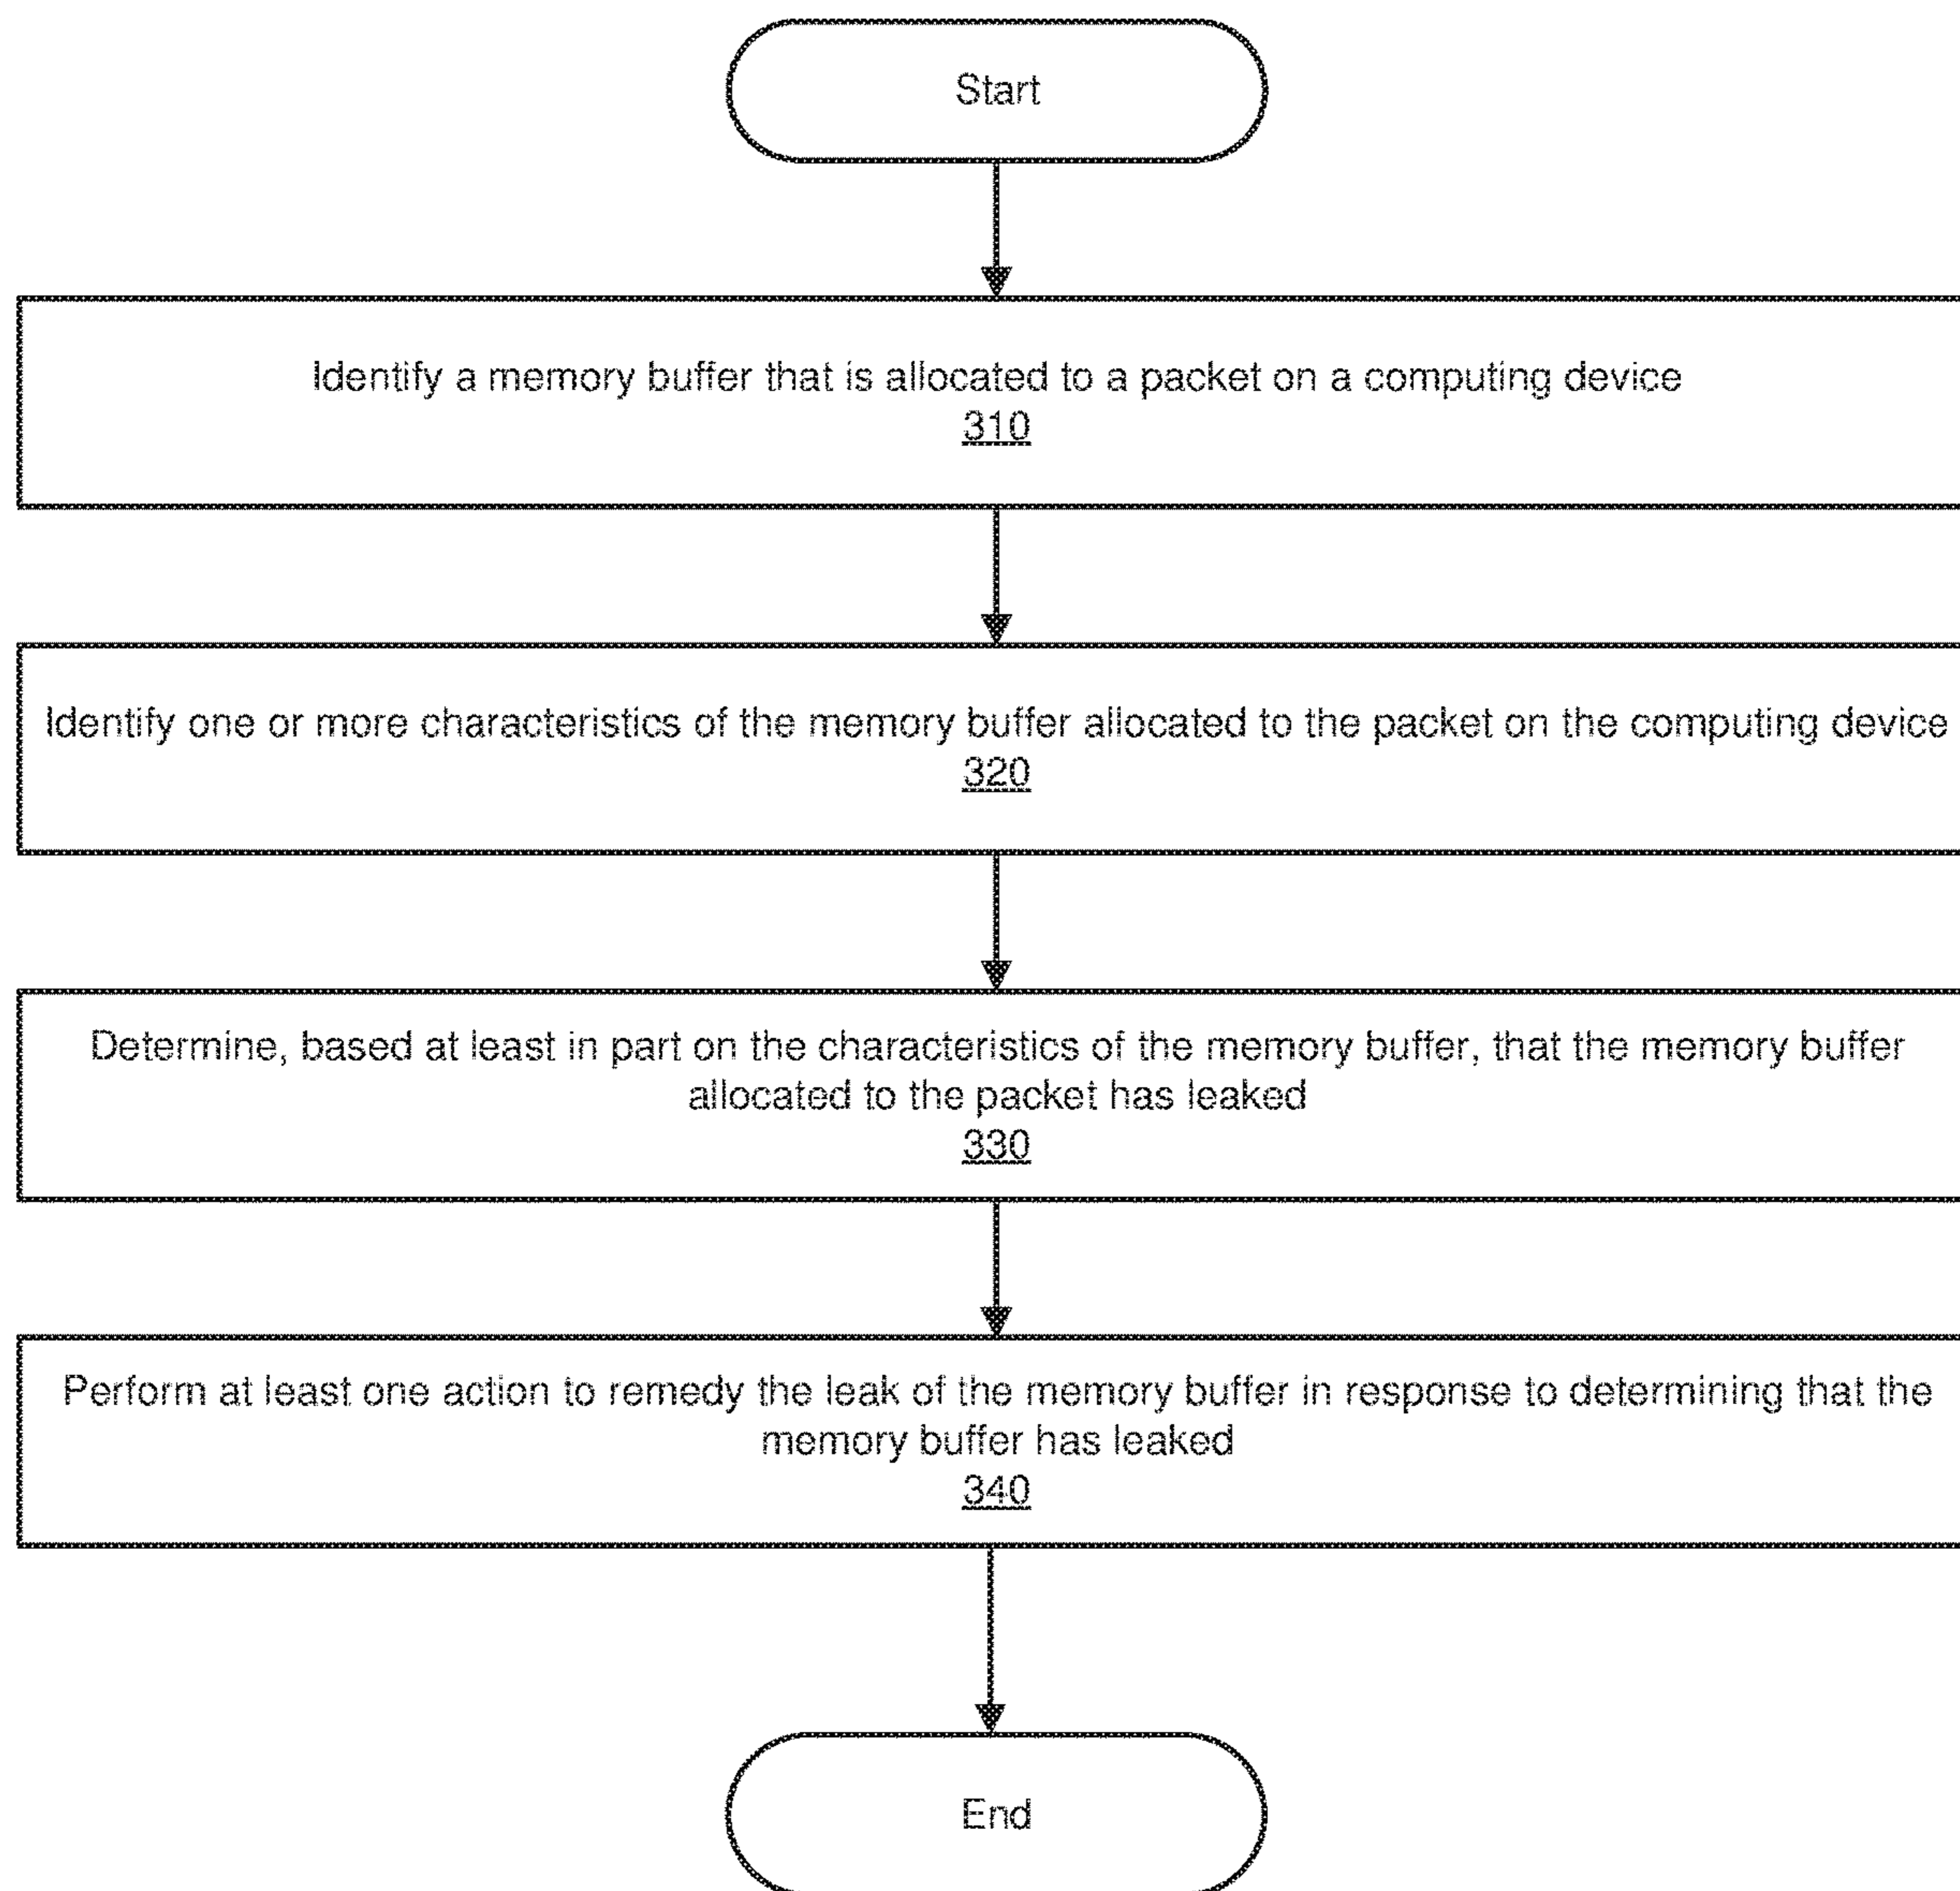 Start
Identify a memory buffer that is allocated to a packet on a computing device
310
Identify one or more characteristics of the memory buffer allocated to the packet on the computing device
320
Determine, based at least in part on the characteristics of the memory buffer, that the memory buffer
allocated to the packet has leaked
330
Perform at least one action to remedy the leak of the memory buffer in response to determining that the
memory buffer has leaked
340
End